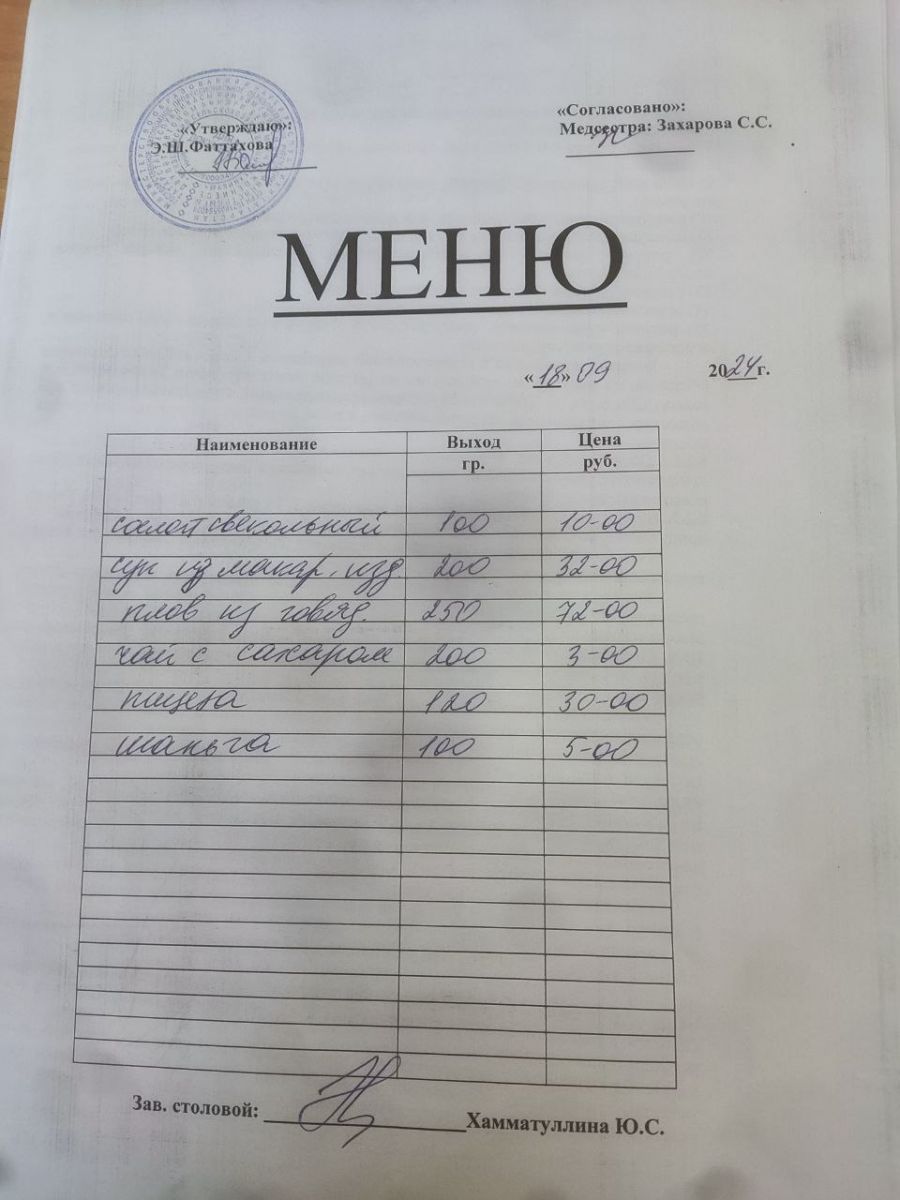 «Утверждаю»:
Э.Ш.Фаттахова
«Согласовано»:
Медсестра: Захарова С.С.
МЕНЮ
«18» 09 2024г.
Наименование Выход Цена
гр. руб.
салат свекольный 100 10-00
суп из макар. изд. 200 32-00
плов из говяд. 250 72-00
чай с сахаром 200 3-00
пицца 120 30-00
шаньга 100 5-00
Зав. столовой: Хамматуллина Ю.С.